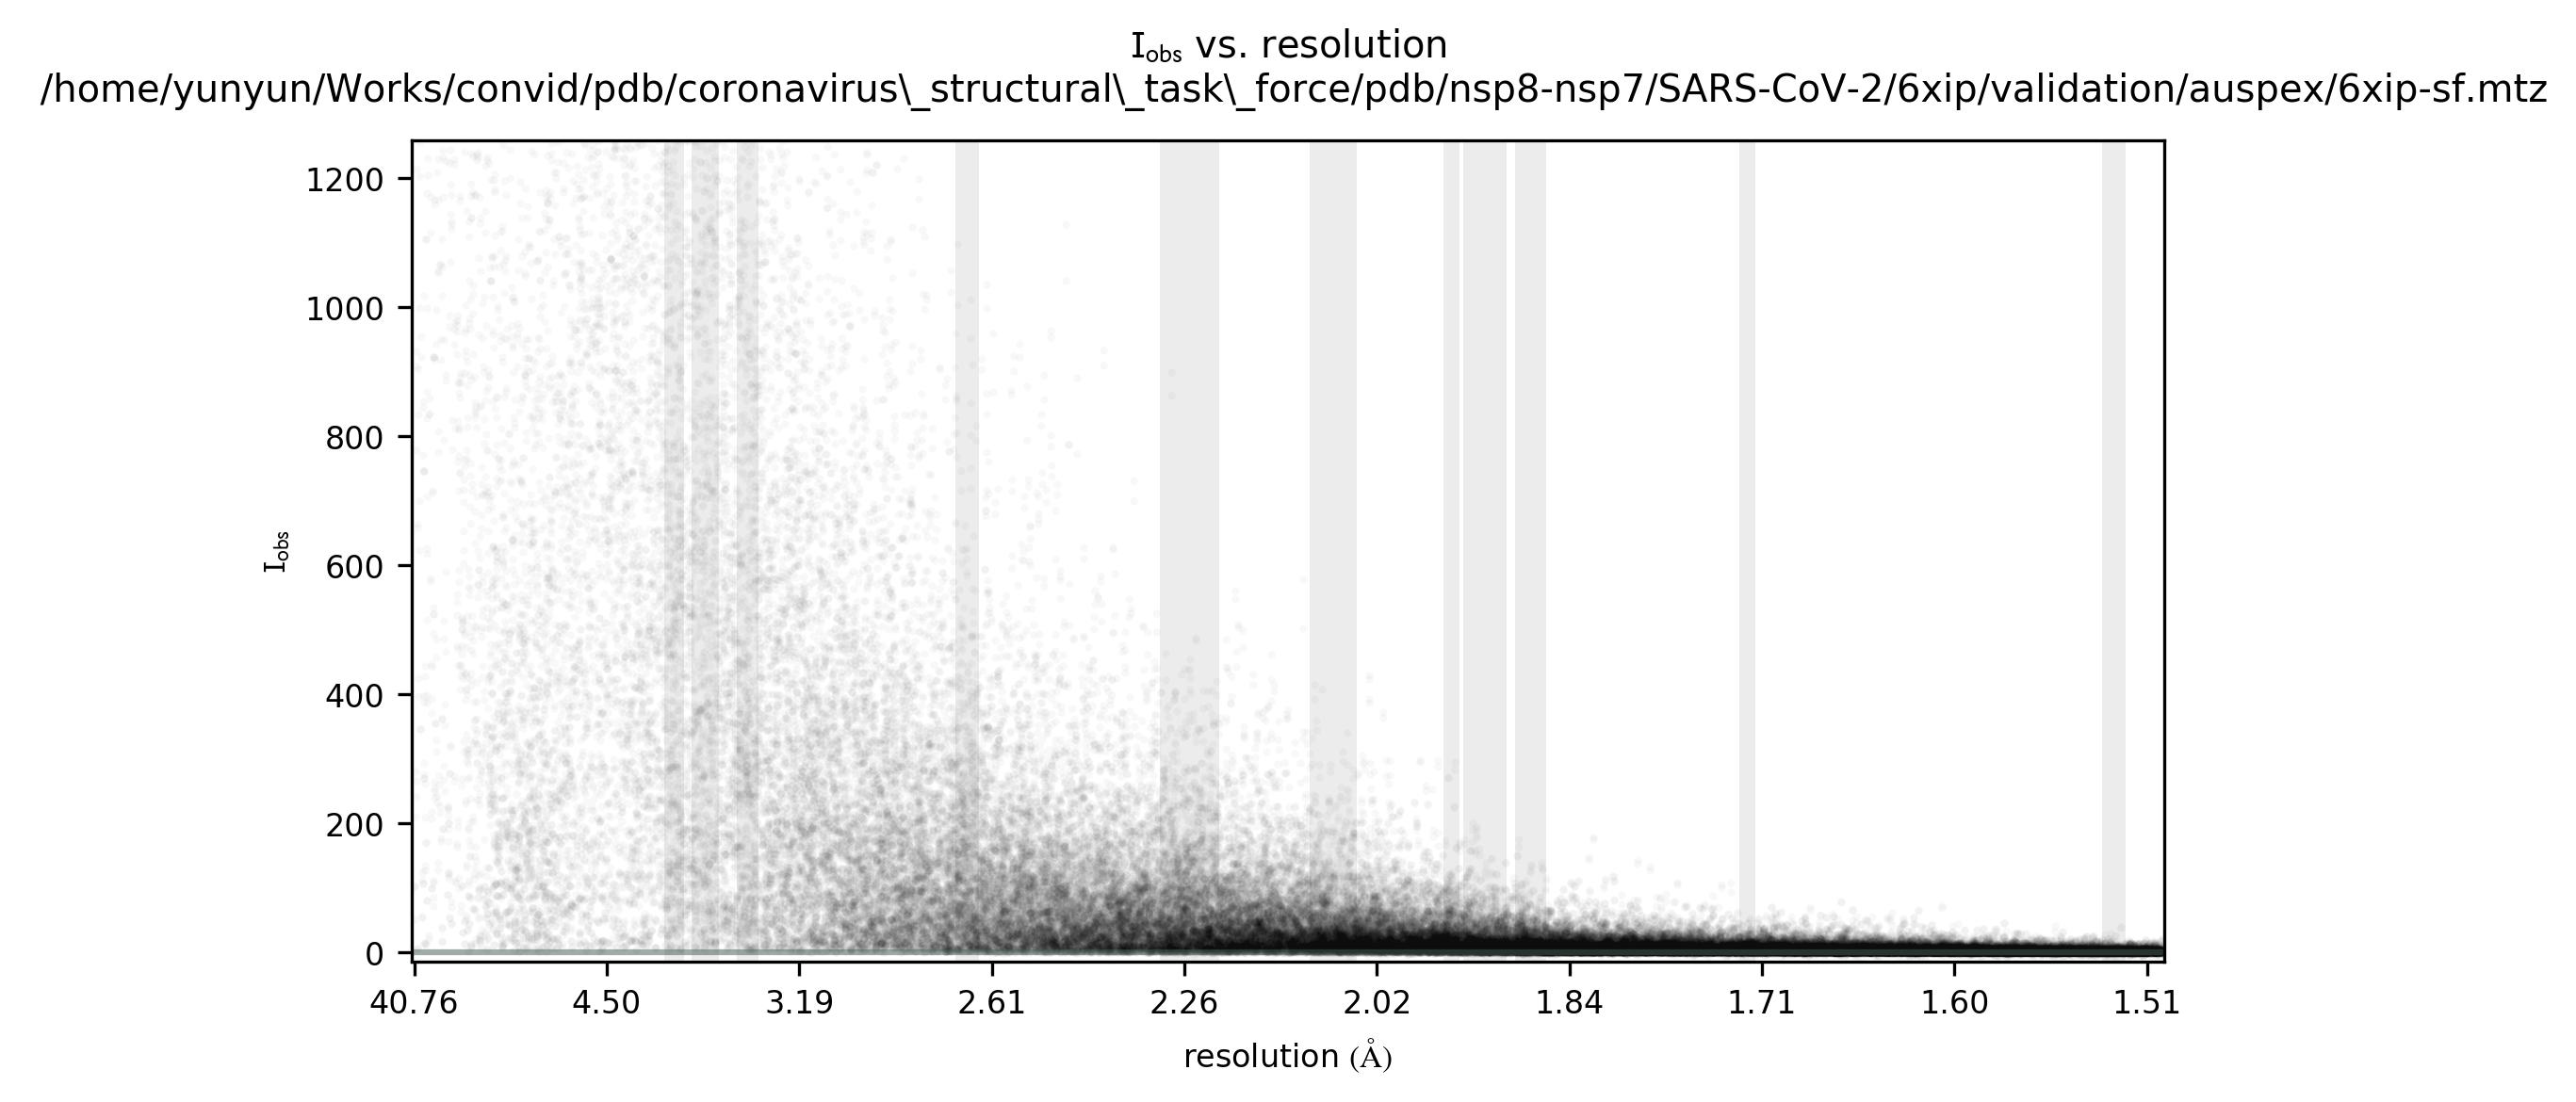 I_obs vs. resolution
/home/yunyun/Works/convid/pdb/coronavirus\_structural\_task\_force/pdb/nsp8-nsp7/SARS-CoV-2/6xip/validation/auspex/6xip-sf.mtz
1200
1000
800
600
400
200
0
I_obs
40.76 4.50 3.19 2.61 2.26 2.02 1.84 1.71 1.60 1.51
resolution (Å)